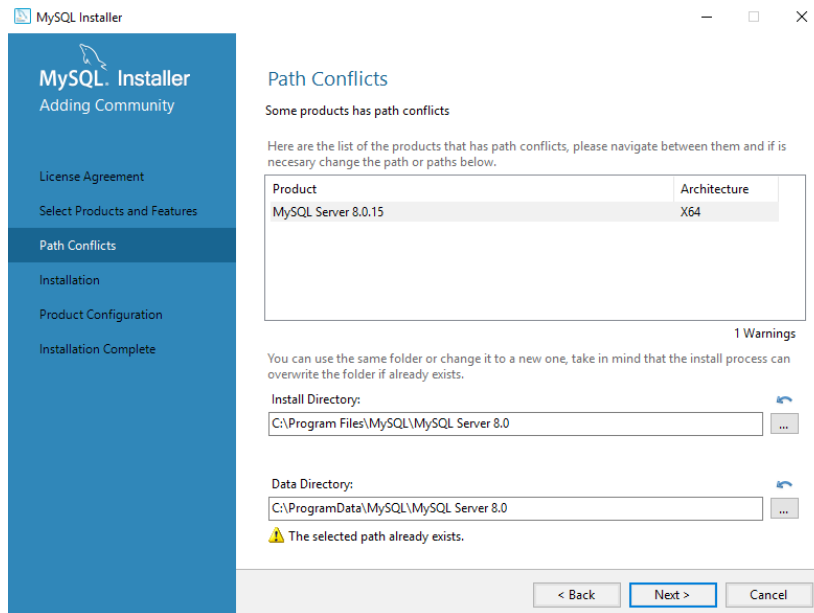 MySQL Installer
MySQL. Installer
Adding Community
License Agreement
Select Products and Features
Path Conflicts
Installation
Product Configuration
Installation Complete
Path Conflicts
Some products has path conflicts
Here are the list of the products that has path conflicts, please navigate between them and if is
necesary change the path or paths below.
Product Architecture
MySQL Server 8.0.15 X64
1 Warnings
You can use the same folder or change it to a new one, take in mind that the install process can
overwrite the folder if already exists.
Install Directory:
C:\Program Files\MySQL\MySQL Server 8.0
...
Data Directory:
C:\ProgramData\MySQL\MySQL Server 8.0
...
The selected path already exists.
< Back Next > Cancel